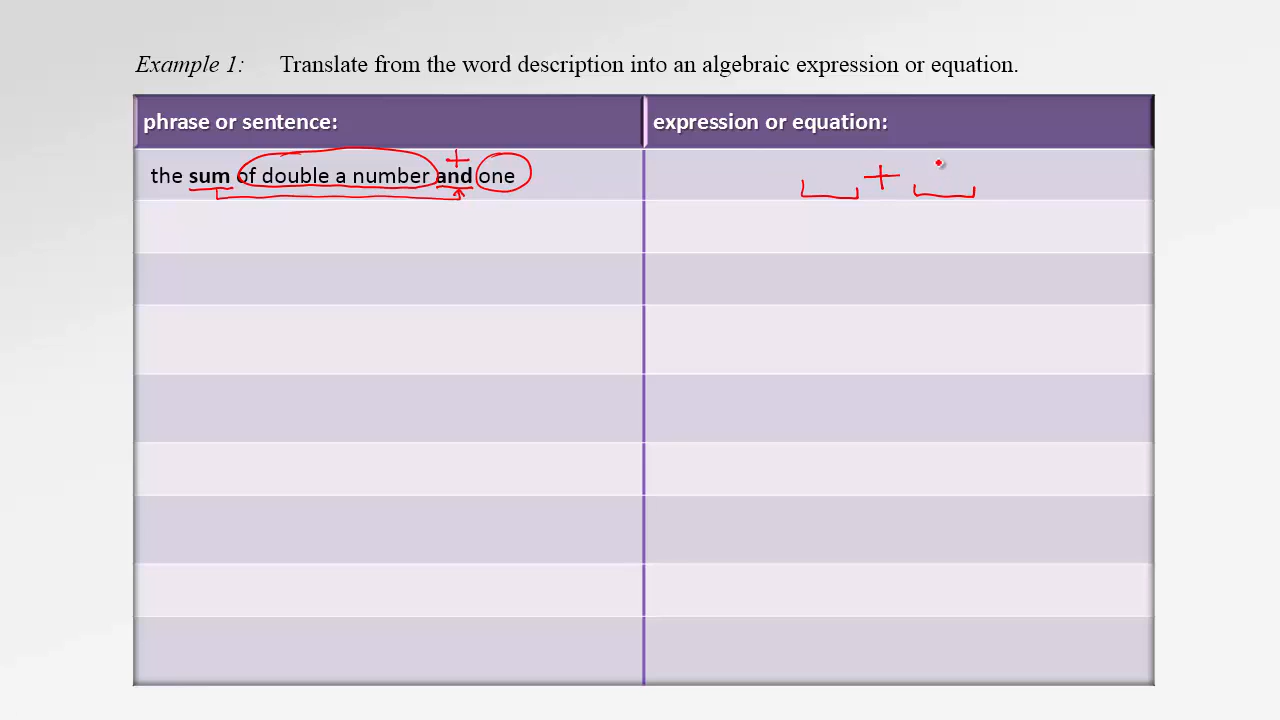 Example 1: Translate from the word description into an algebraic expression or equation.
phrase or sentence: expression or equation:
+
the sum of double a number and one +